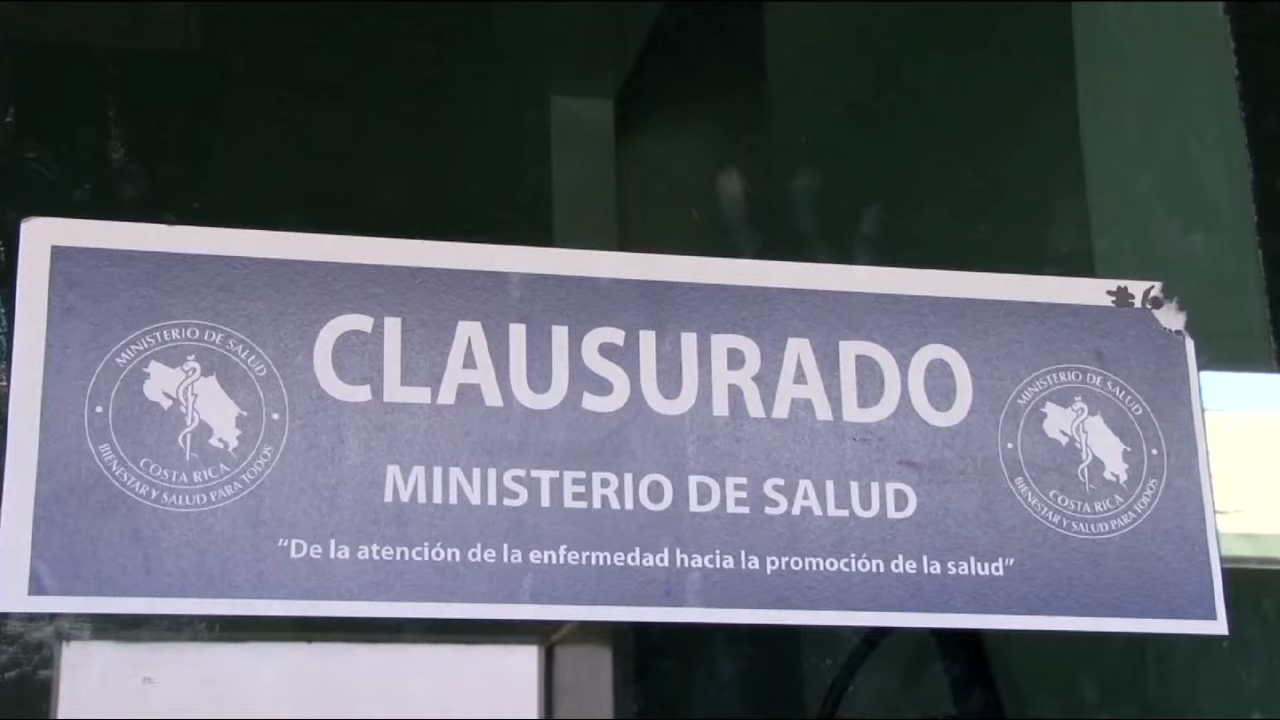 #6
CLAUSURADO
MINISTERIO DE SALUD
"De la atención de la enfermedad hacia la promoción de la salud"
MINISTERIO DE SALUD
COSTA RICA
BIENESTAR Y SALUD PARA TODOS
MINISTERIO DE SALUD
COSTA RICA
BIENESTAR Y SALUD PARA TODOS